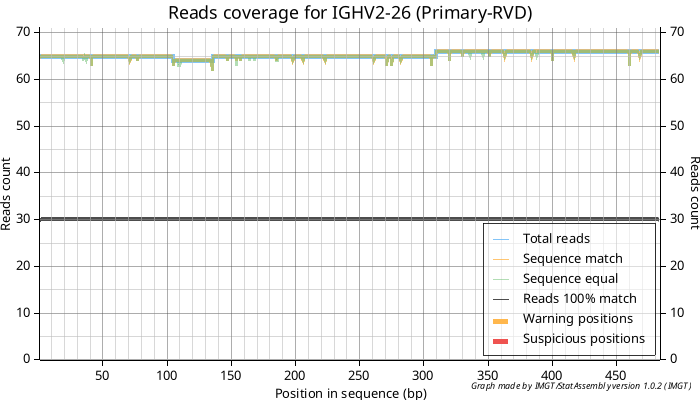 Reads coverage for IGHV2-26 (Primary-RVD)
70 70
60 60
50 50
40 40
30 30
20 20
10 10
0 0
Reads count
Reads count
Total reads
Sequence match
Sequence equal
Reads 100% match
Warning positions
Suspicious positions
50 100 150 200 250 300 350 400 450
Position in sequence (bp)
Graph made by IMGT/StatAssembly version 1.0.2 (IMGT)